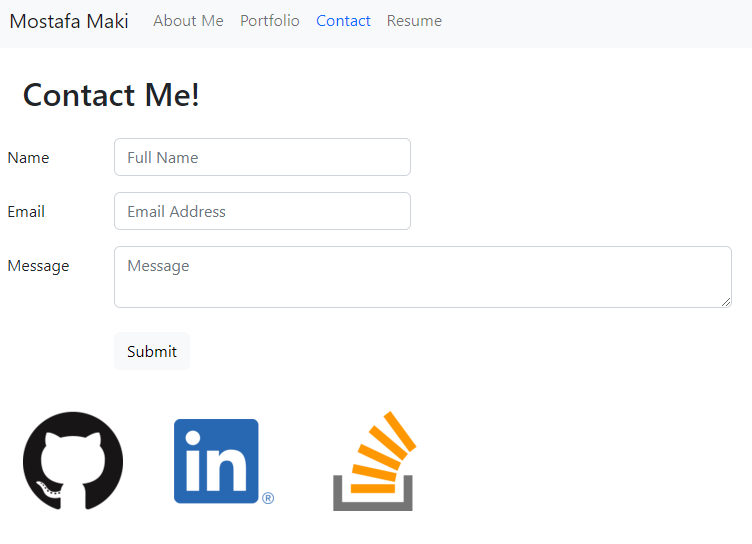 Mostafa Maki About Me Portfolio Contact Resume
Contact Me!
Name Full Name
Email Email Address
Message Message
Submit
in ®